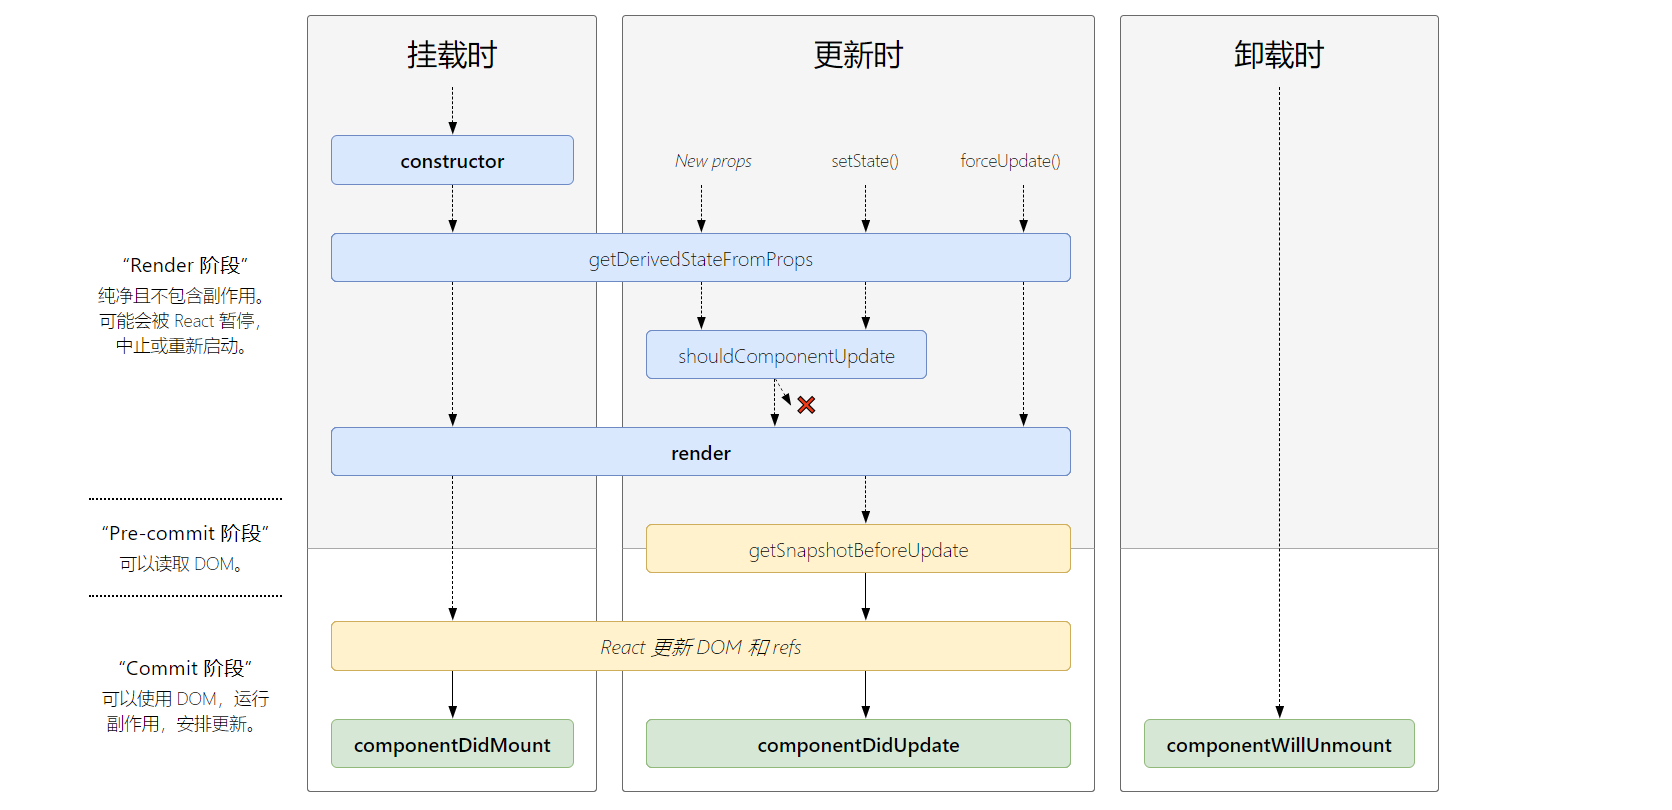 挂载时
更新时
卸载时
constructor
New props
setState()
forceUpdate()
getDerivedStateFromProps
“Render 阶段”
纯净且不包含副作用。
可能会被 React 暂停，
中止或重新启动。
shouldComponentUpdate
render
“Pre-commit 阶段”
可以读取 DOM。
getSnapshotBeforeUpdate
React 更新 DOM 和 refs
“Commit 阶段”
可以使用 DOM，运行
副作用，安排更新。
componentDidMount
componentDidUpdate
componentWillUnmount